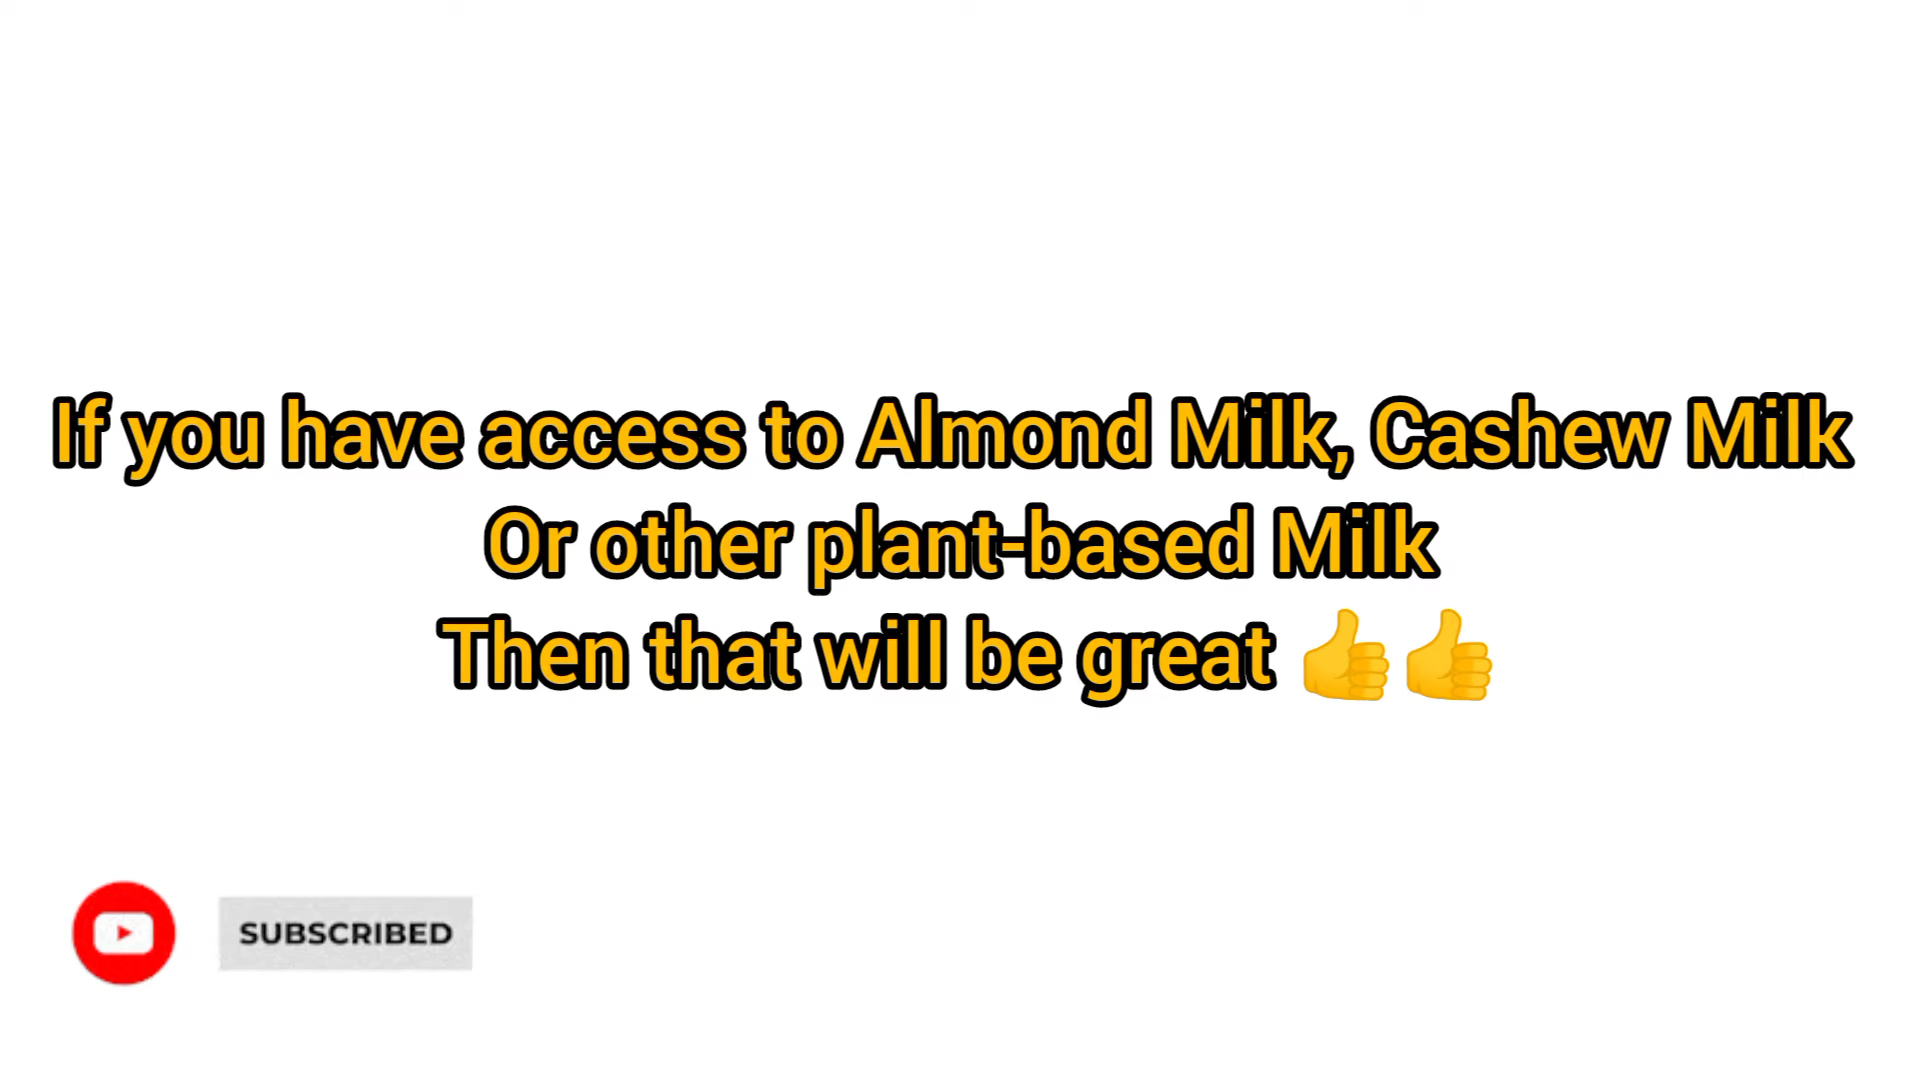 If you have access to Almond Milk, Cashew Milk
Or other plant-based Milk
Then that will be great 👍👍
SUBSCRIBED